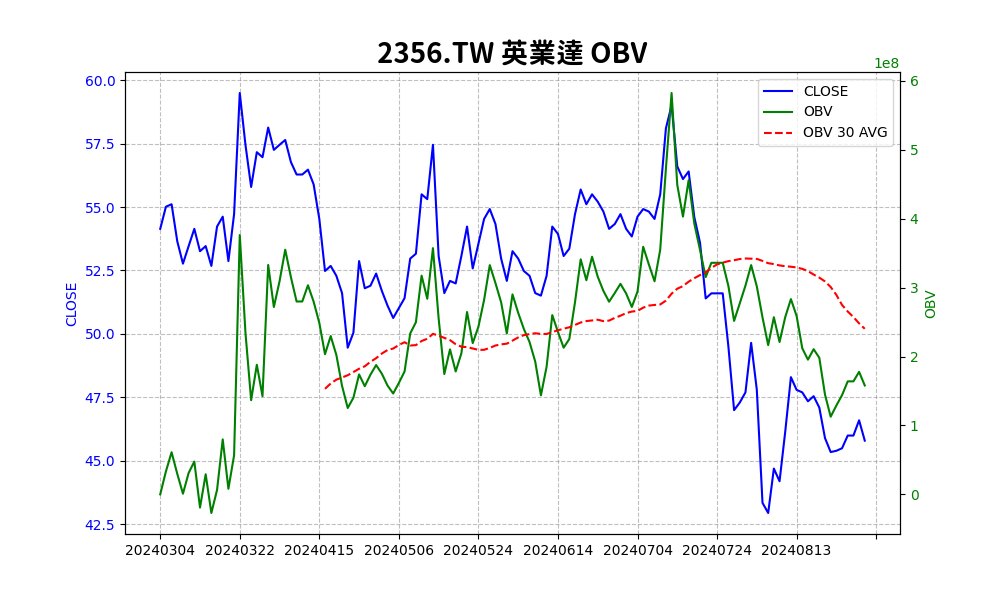 2356.TW 英業達 OBV
1e8
60.0
57.5
55.0
52.5
50.0
47.5
45.0
42.5
CLOSE
CLOSE
OBV
OBV 30 AVG
6
5
4
3
2
1
0
OBV
20240304 20240322 20240415 20240506 20240524 20240614 20240704 20240724 20240813